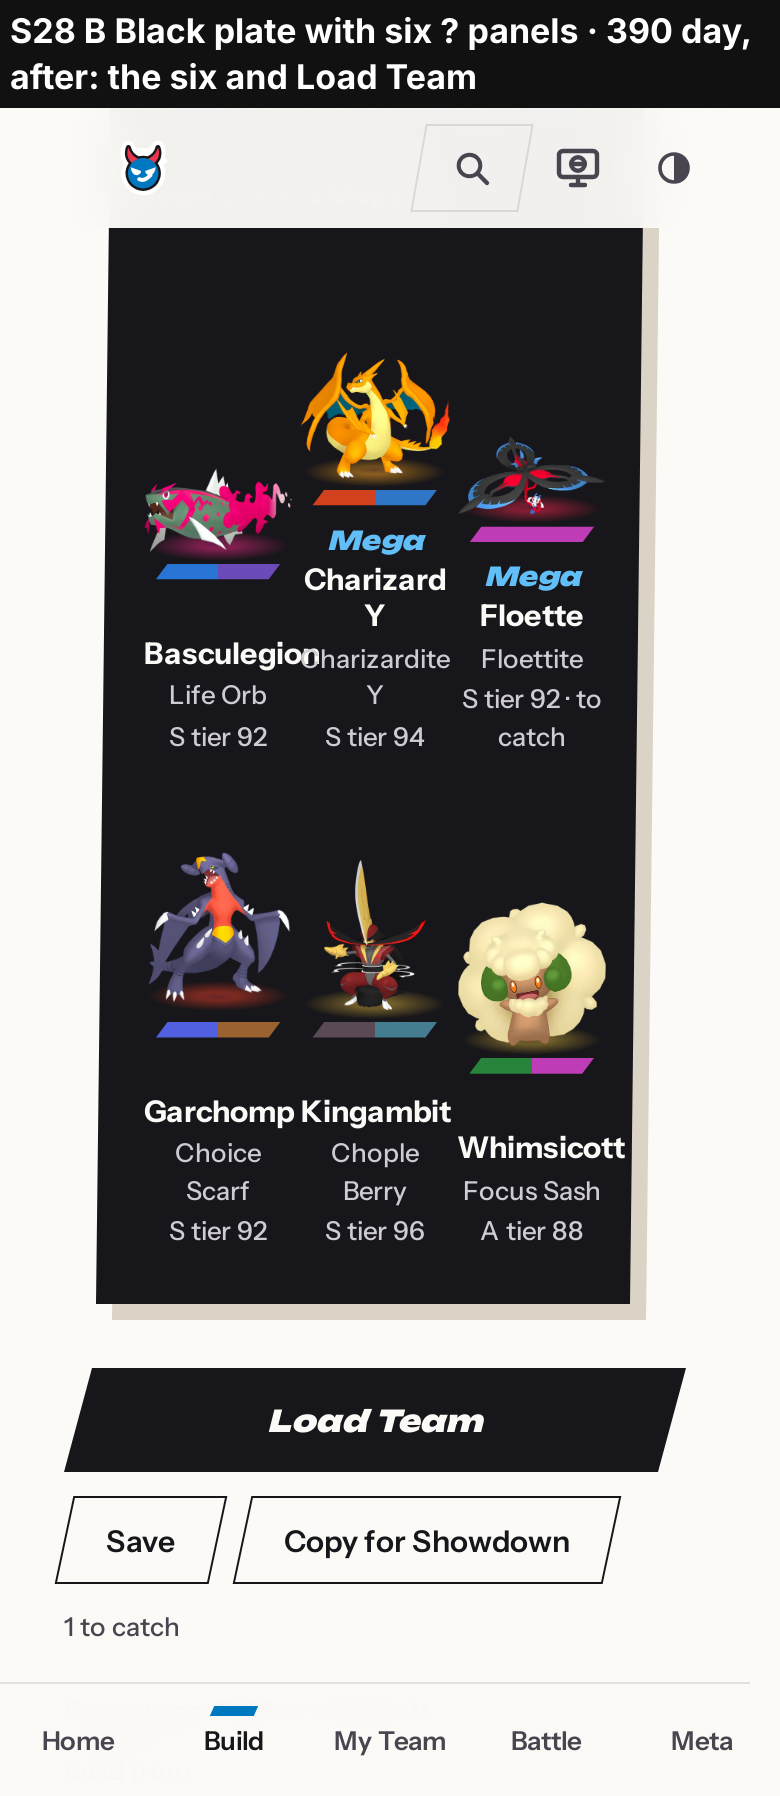 S28 B Black plate with six ? panels · 390 day,
after: the six and Load Team
Mega
Charizard
Y
Charizardite
Y
S tier 94
Mega
Floette
Floettite
S tier 92 · to
catch
Basculegion
Life Orb
S tier 92
Garchomp
Choice
Scarf
S tier 92
Kingambit
Chople
Berry
S tier 96
Whimsicott
Focus Sash
A tier 88
Load Team
Save
Copy for Showdown
1 to catch
Home
Build
My Team
Battle
Meta